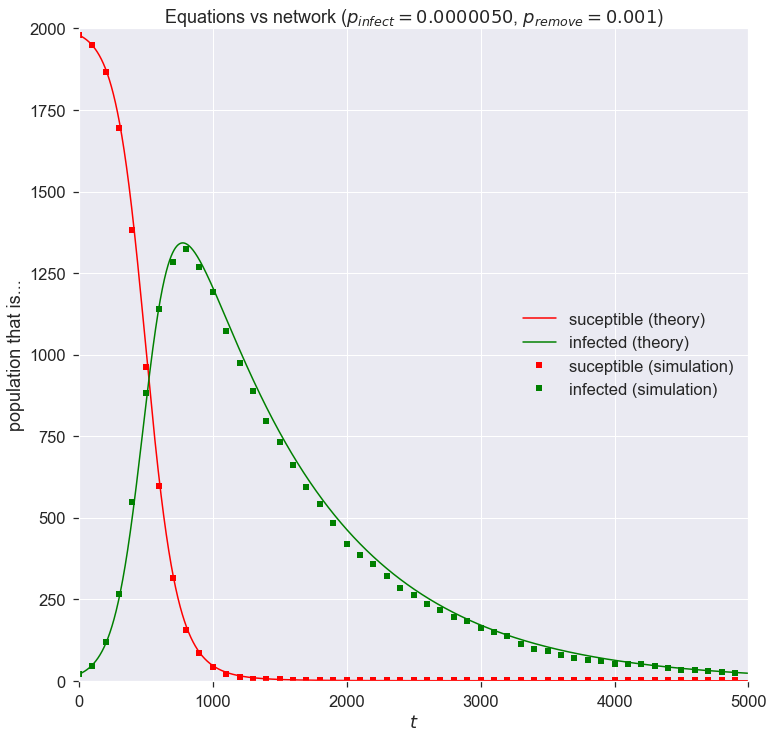 Equations vs network (p_infect = 0.0000050, p_remove = 0.001)
population that is...
2000
1750
1500
1250
1000
750
500
250
0
suceptible (theory)
infected (theory)
suceptible (simulation)
infected (simulation)
0 1000 2000 3000 4000 5000
t